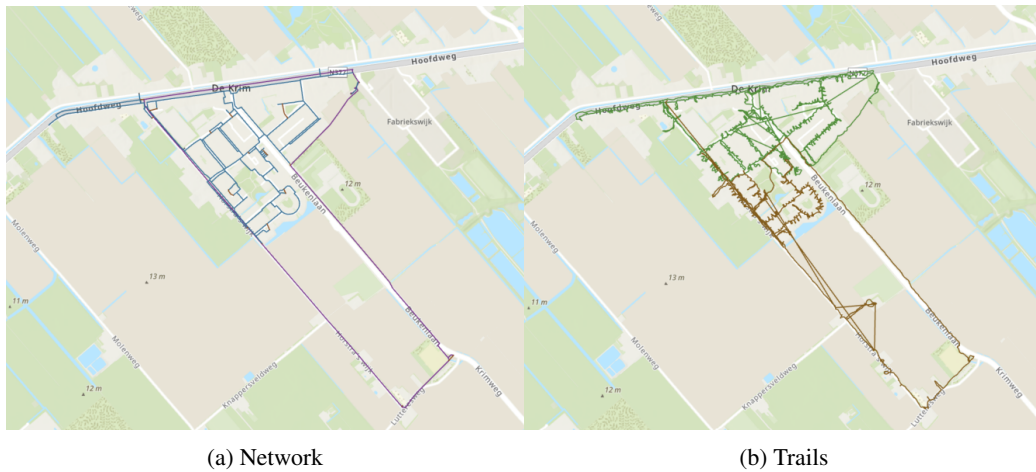 N377
Hoofdweg
De Krim
Hoofdweg
Fabriekswijk
12 m
Beukenlaan
Molenweg
13 m
11 m
Molenweg
Beukenlaan
Knappersveldweg
Krimweg
12 m
(a) Network
Hoofdweg
De Krim
Hoofdweg
Fabriekswijk
12 m
Beukenlaan
Molenweg
13 m
11 m
Molenweg
Beukenlaan
Knappersveldweg
Krimweg
12 m
(b) Trails